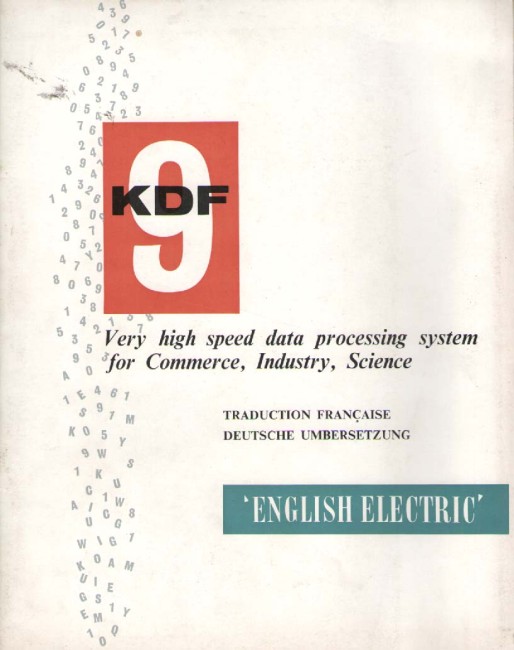 KDF
9
Very high speed data processing system
for Commerce, Industry, Science
TRADUCTION FRANÇAISE
DEUTSCHE UMBERSETZUNG
'ENGLISH ELECTRIC'